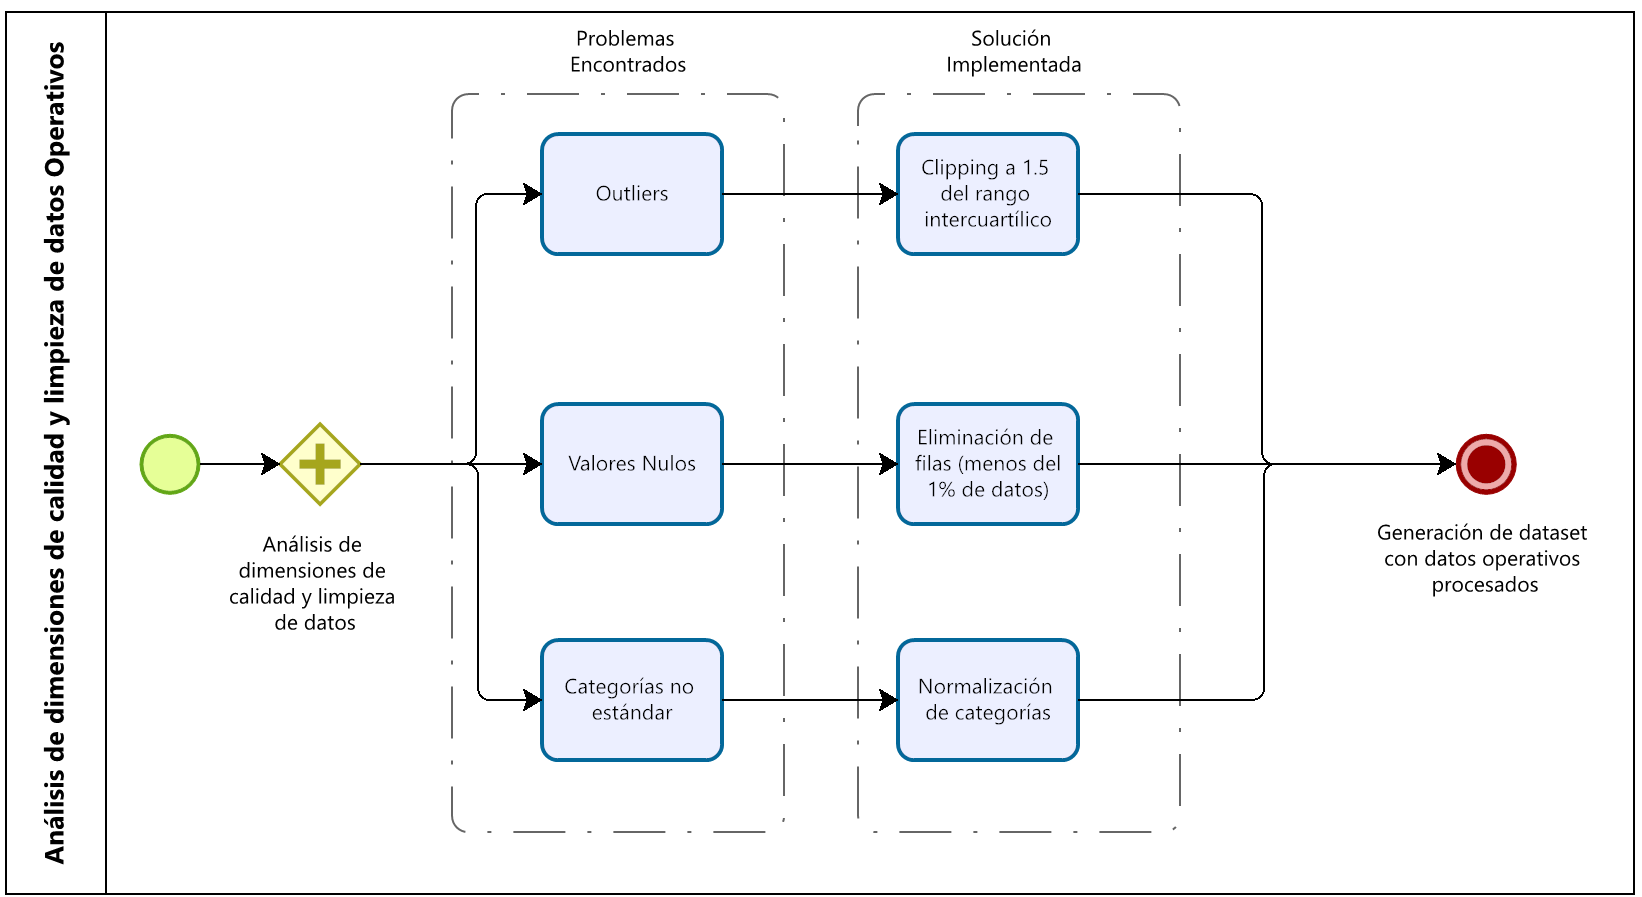 Análisis de dimensiones de calidad y limpieza de datos Operativos
Problemas
Encontrados
Solución
Implementada
Outliers
Clipping a 1.5
del rango
intercuartílico
Valores Nulos
Eliminación de
filas (menos del
1% de datos)
Análisis de
dimensiones de
calidad y limpieza
de datos
Generación de dataset
con datos operativos
procesados
Categorías no
estándar
Normalización
de categorías